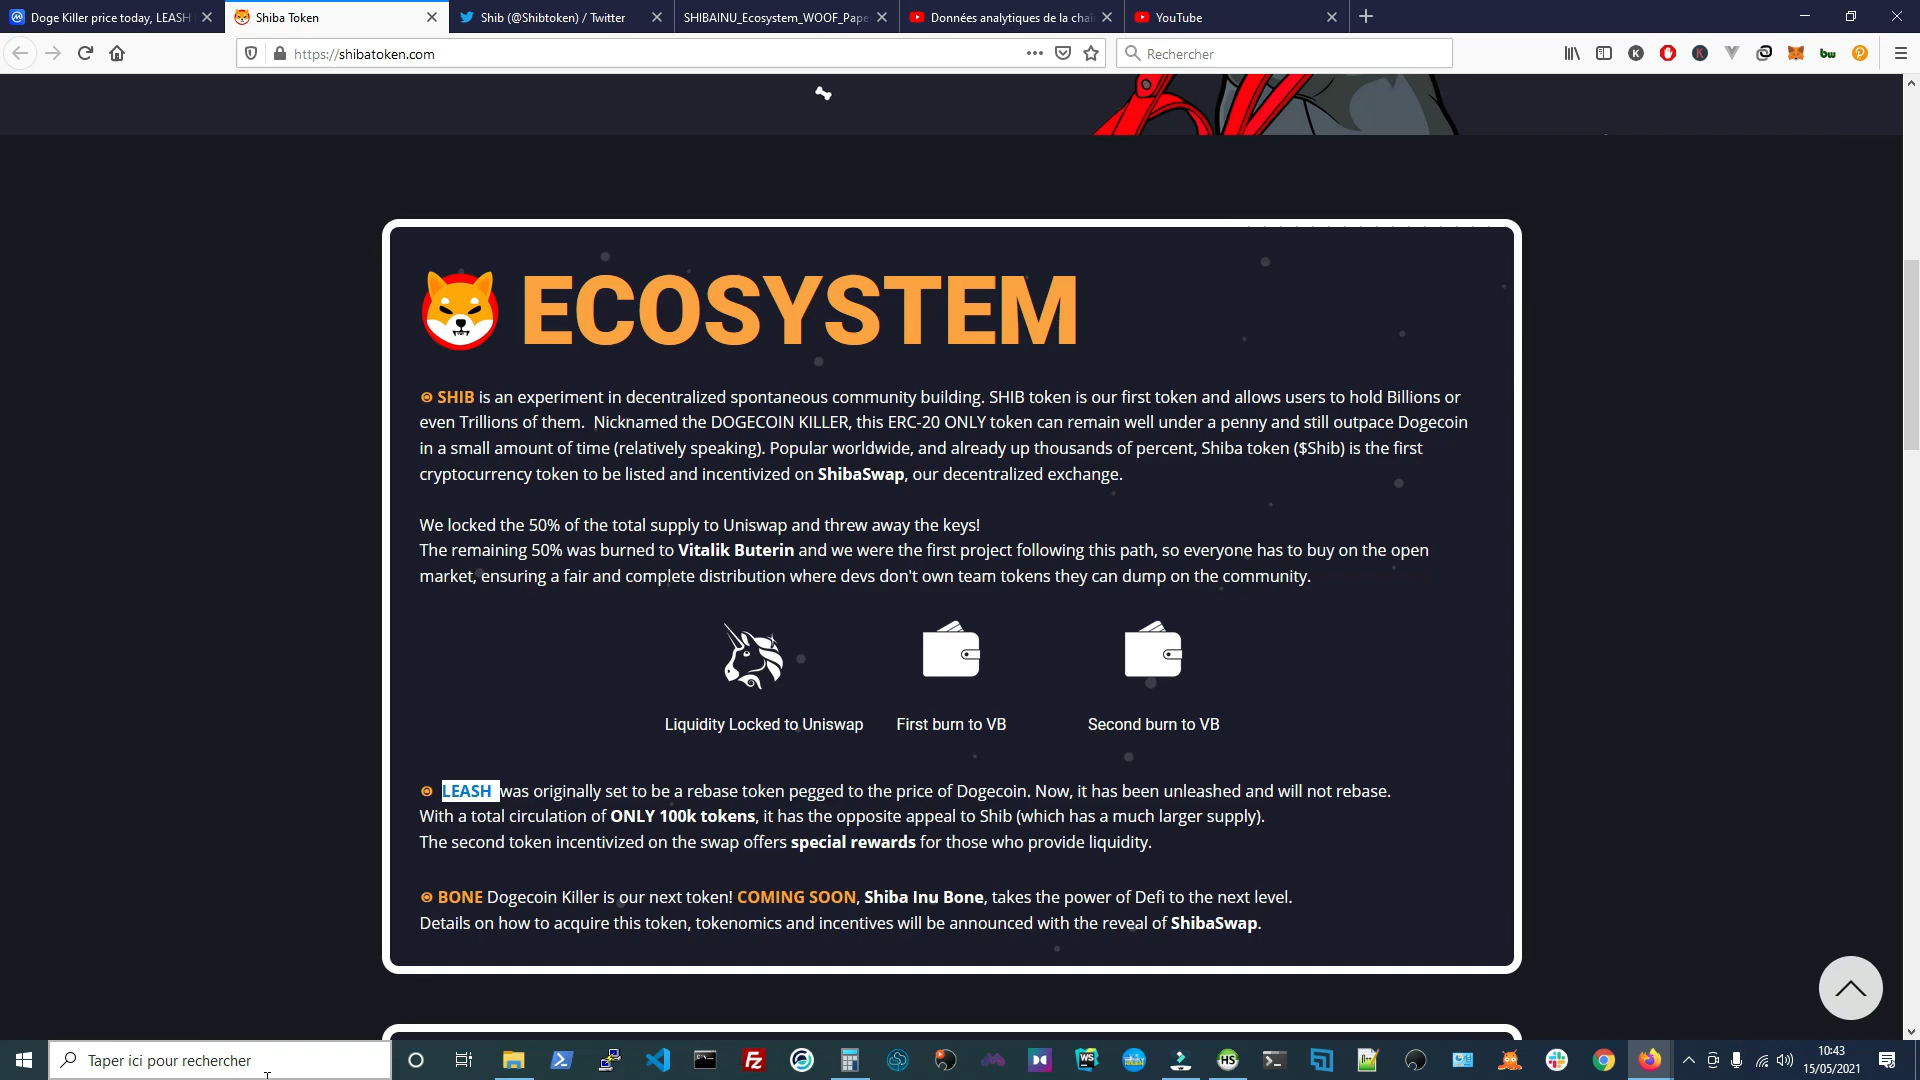 Doge Killer price today, LEASH
Shiba Token
Shib (@Shibtoken) / Twitter
SHIBAINU_Ecosystem_WOOF_Pape
Données analytiques de la chaî
YouTube
https://shibatoken.com
Rechercher
ECOSYSTEM
SHIB is an experiment in decentralized spontaneous community building. SHIB token is our first token and allows users to hold Billions or
even Trillions of them. Nicknamed the DOGECOIN KILLER, this ERC-20 ONLY token can remain well under a penny and still outpace Dogecoin
in a small amount of time (relatively speaking). Popular worldwide, and already up thousands of percent, Shiba token ($Shib) is the first
cryptocurrency token to be listed and incentivized on ShibaSwap, our decentralized exchange.
We locked the 50% of the total supply to Uniswap and threw away the keys!
The remaining 50% was burned to Vitalik Buterin and we were the first project following this path, so everyone has to buy on the open
market, ensuring a fair and complete distribution where devs don't own team tokens they can dump on the community.
Liquidity Locked to Uniswap
First burn to VB
Second burn to VB
LEASH was originally set to be a rebase token pegged to the price of Dogecoin. Now, it has been unleashed and will not rebase.
With a total circulation of ONLY 100k tokens, it has the opposite appeal to Shib (which has a much larger supply).
The second token incentivized on the swap offers special rewards for those who provide liquidity.
BONE Dogecoin Killer is our next token! COMING SOON, Shiba Inu Bone, takes the power of Defi to the next level.
Details on how to acquire this token, tokenomics and incentives will be announced with the reveal of ShibaSwap.
Taper ici pour rechercher
10:43
15/05/2021